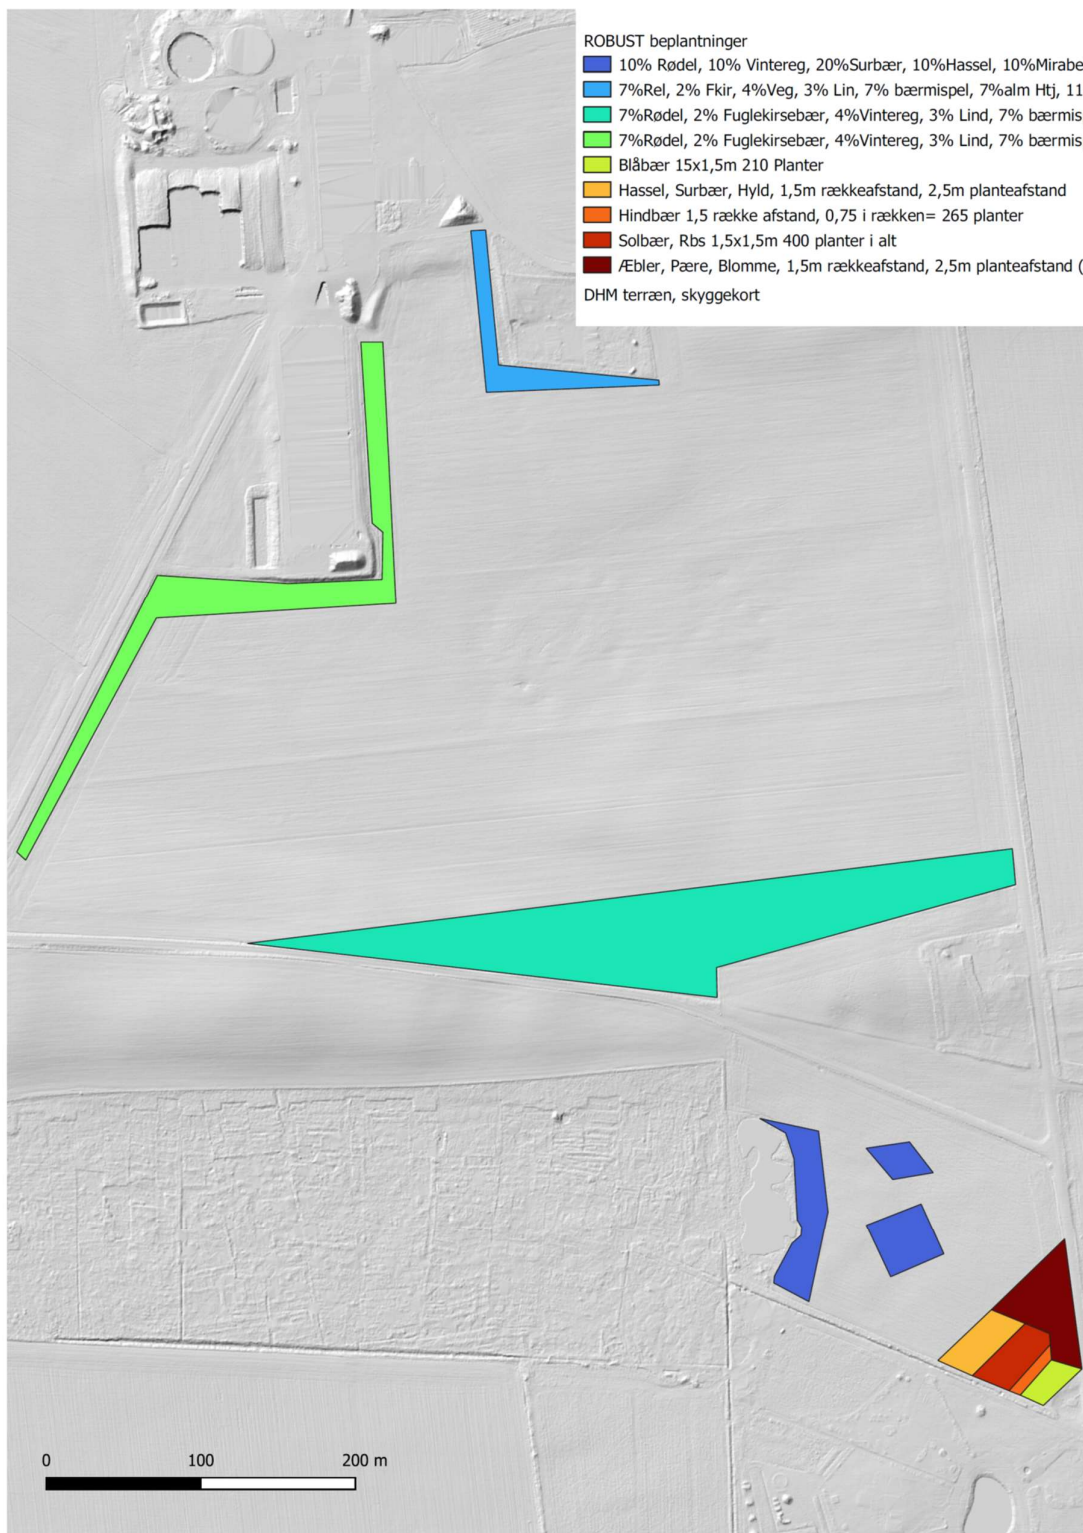 ROBUST beplantninger
10% Rødel, 10% Vintereg, 20%Surbær, 10%Hassel, 10%Mirabe
7%Rel, 2% Fkir, 4%Veg, 3% Lin, 7% bærmispel, 7%alm Htj, 11
7%Rødel, 2% Fuglekirsebær, 4%Vintereg, 3% Lind, 7% bærmis
7%Rødel, 2% Fuglekirsebær, 4%Vintereg, 3% Lind, 7% bærmis
Blåbær 15x1,5m 210 Planter
Hassel, Surbær, Hyld, 1,5m rækkeafstand, 2,5m planteafstand
Hindbær 1,5 række afstand, 0,75 i rækken= 265 planter
Solbær, Rbs 1,5x1,5m 400 planter i alt
Æbler, Pære, Blomme, 1,5m rækkeafstand, 2,5m planteafstand (
DHM terræn, skyggekort
0 100 200 m